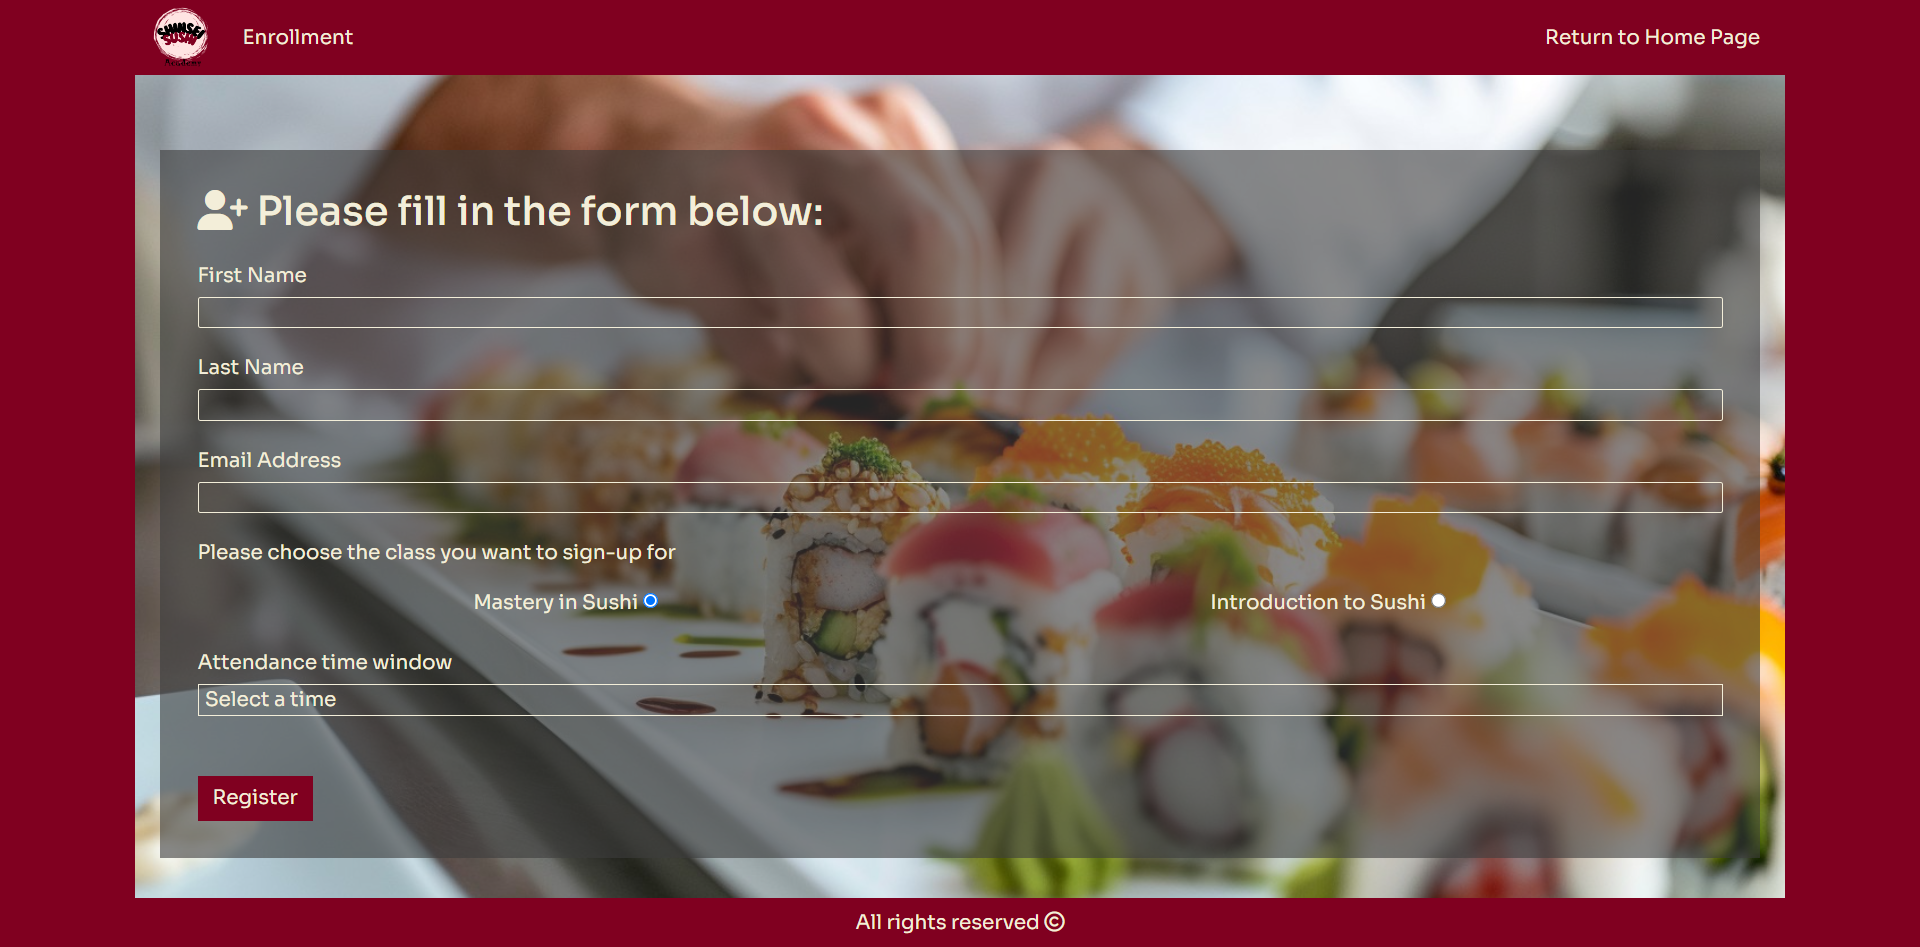 SUSHI
Academy
Enrollment
Return to Home Page
Please fill in the form below:
First Name
Last Name
Email Address
Please choose the class you want to sign-up for
Mastery in Sushi
Introduction to Sushi
Attendance time window
Select a time
Register
All rights reserved ©